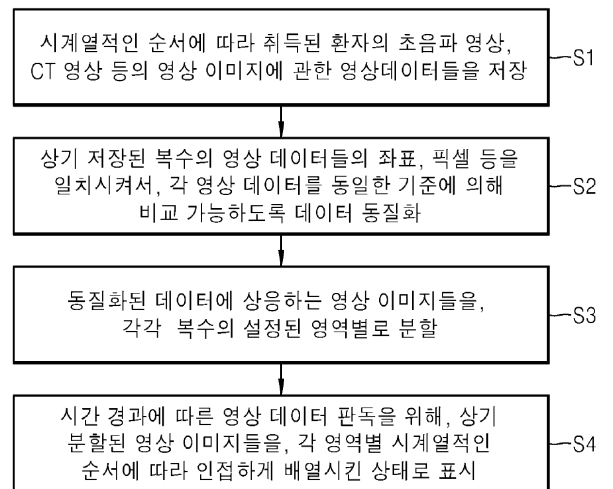 시계열적인 순서에 따라 취득된 환자의 초음파 영상,
CT 영상 등의 영상 이미지에 관한 영상데이터들을 저장
S1
상기 저장된 복수의 영상 데이터들의 좌표, 픽셀 등을
일치시켜서, 각 영상 데이터를 동일한 기준에 의해
비교 가능하도록 데이터 동질화
S2
동질화된 데이터에 상응하는 영상 이미지들을,
각각 복수의 설정된 영역별로 분할
S3
시간 경과에 따른 영상 데이터 판독을 위해, 상기
분할된 영상 이미지들을, 각 영역별 시계열적인
순서에 따라 인접하게 배열시킨 상태로 표시
S4